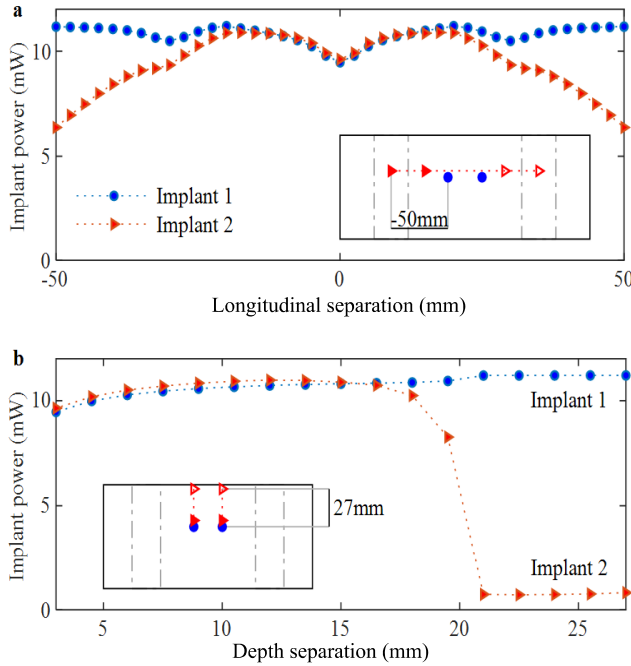 a
10
5
0
Implant power (mW)
Implant 1
Implant 2
-50mm
-50
0
50
Longitudinal separation (mm)
b
10
5
0
Implant power (mW)
Implant 1
27mm
Implant 2
5
10
15
20
25
Depth separation (mm)